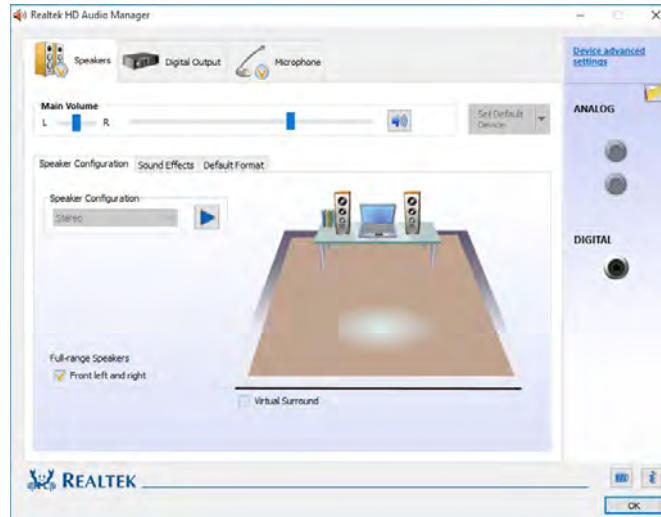 Realtek HD Audio Manager
Speakers
Digital Output
Microphone
Device advanced
settings
Main Volume
L
R
Set Default
Device
ANALOG
Speaker Configuration
Sound Effects
Default Format
Speaker Configuration
Stereo
DIGITAL
Full-range Speakers
Front left and right
Virtual Surround
REALTEK
OK